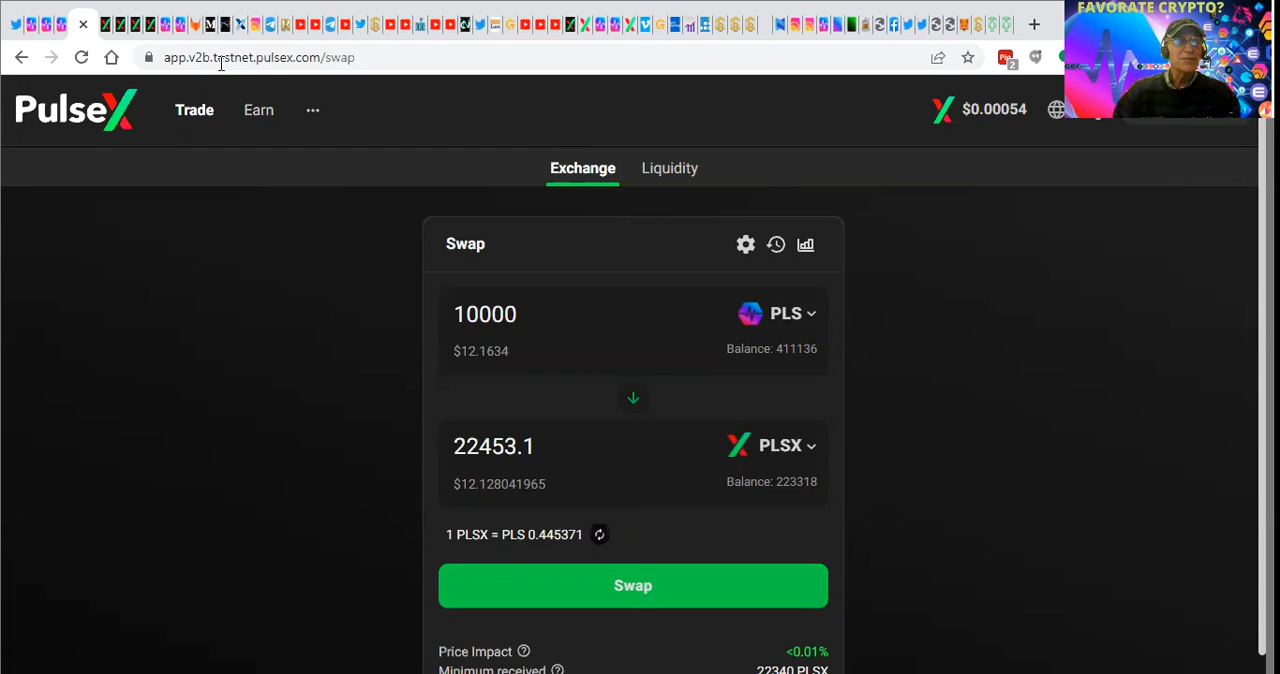 FAVORATE CRYPTO?
app.v2b.testnet.pulsex.com/swap
2
PulseX
Trade
Earn
$0.00054
Exchange
Liquidity
Swap
10000
PLS
$12.1634
Balance: 411136
22453.1
PLSX
$12.128041965
Balance: 223318
1 PLSX = PLS 0.445371
Swap
Price Impact
<0.01%
Minimum received
22340 PLSX